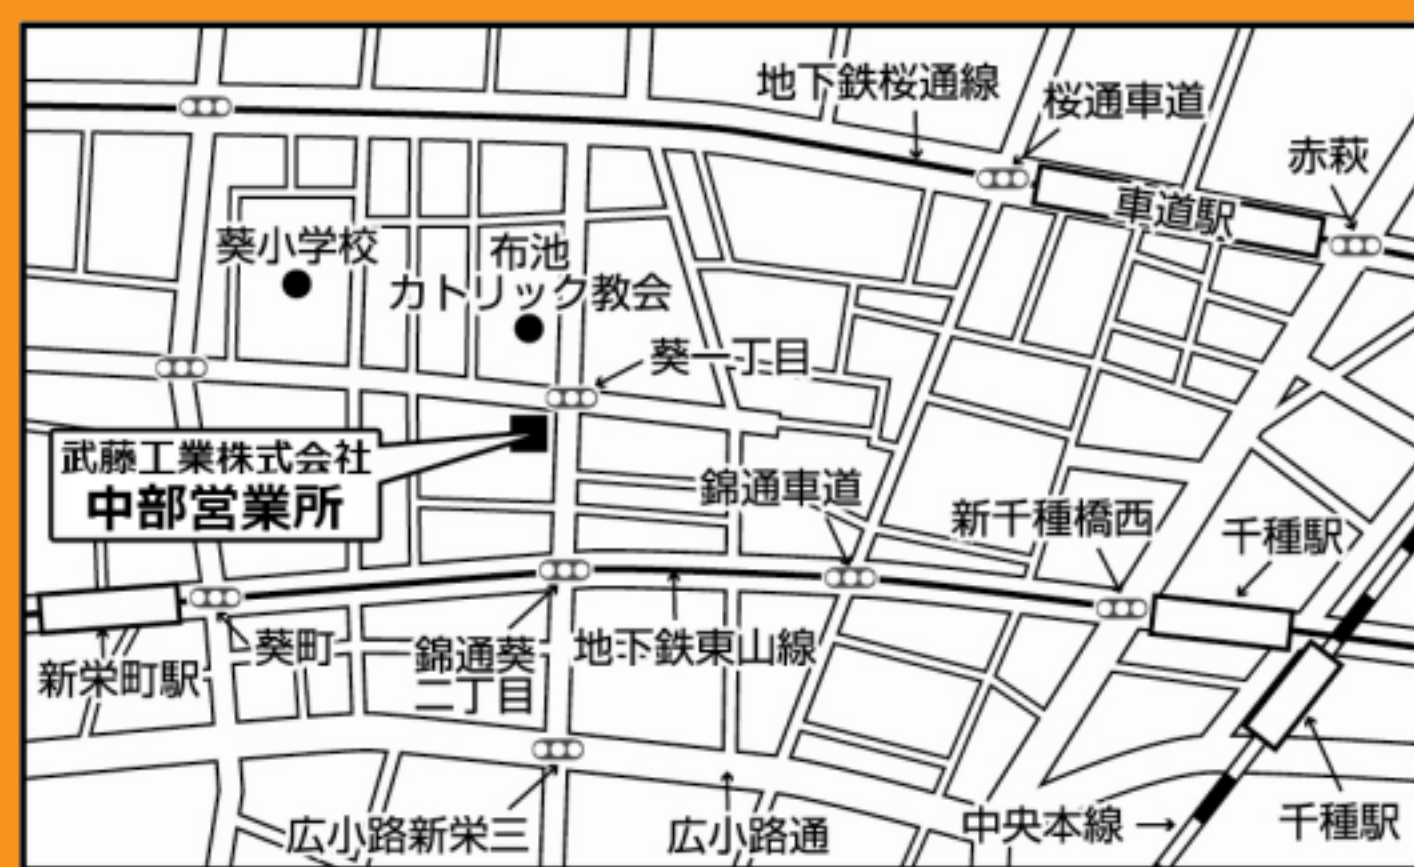 地下鉄桜通線
桜通車道
赤萩
車道駅
葵小学校
布池
カトリック教会
葵一丁目
武藤工業株式会社
中部営業所
錦通車道
新千種橋西
千種駅
新栄町駅
葵町
錦通葵
二丁目
地下鉄東山線
広小路新栄三
広小路通
中央本線
千種駅